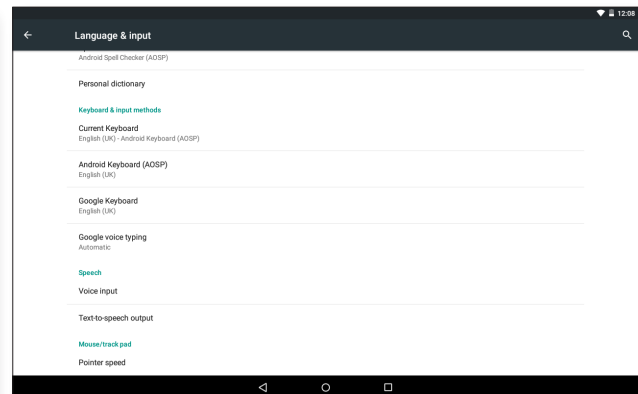 12:08
Language & input
Android Spell Checker (AOSP)
Personal dictionary
Keyboard & input methods
Current Keyboard
English (UK) - Android Keyboard (AOSP)
Android Keyboard (AOSP)
English (UK)
Google Keyboard
English (UK)
Google voice typing
Automatic
Speech
Voice input
Text-to-speech output
Mouse/track pad
Pointer speed